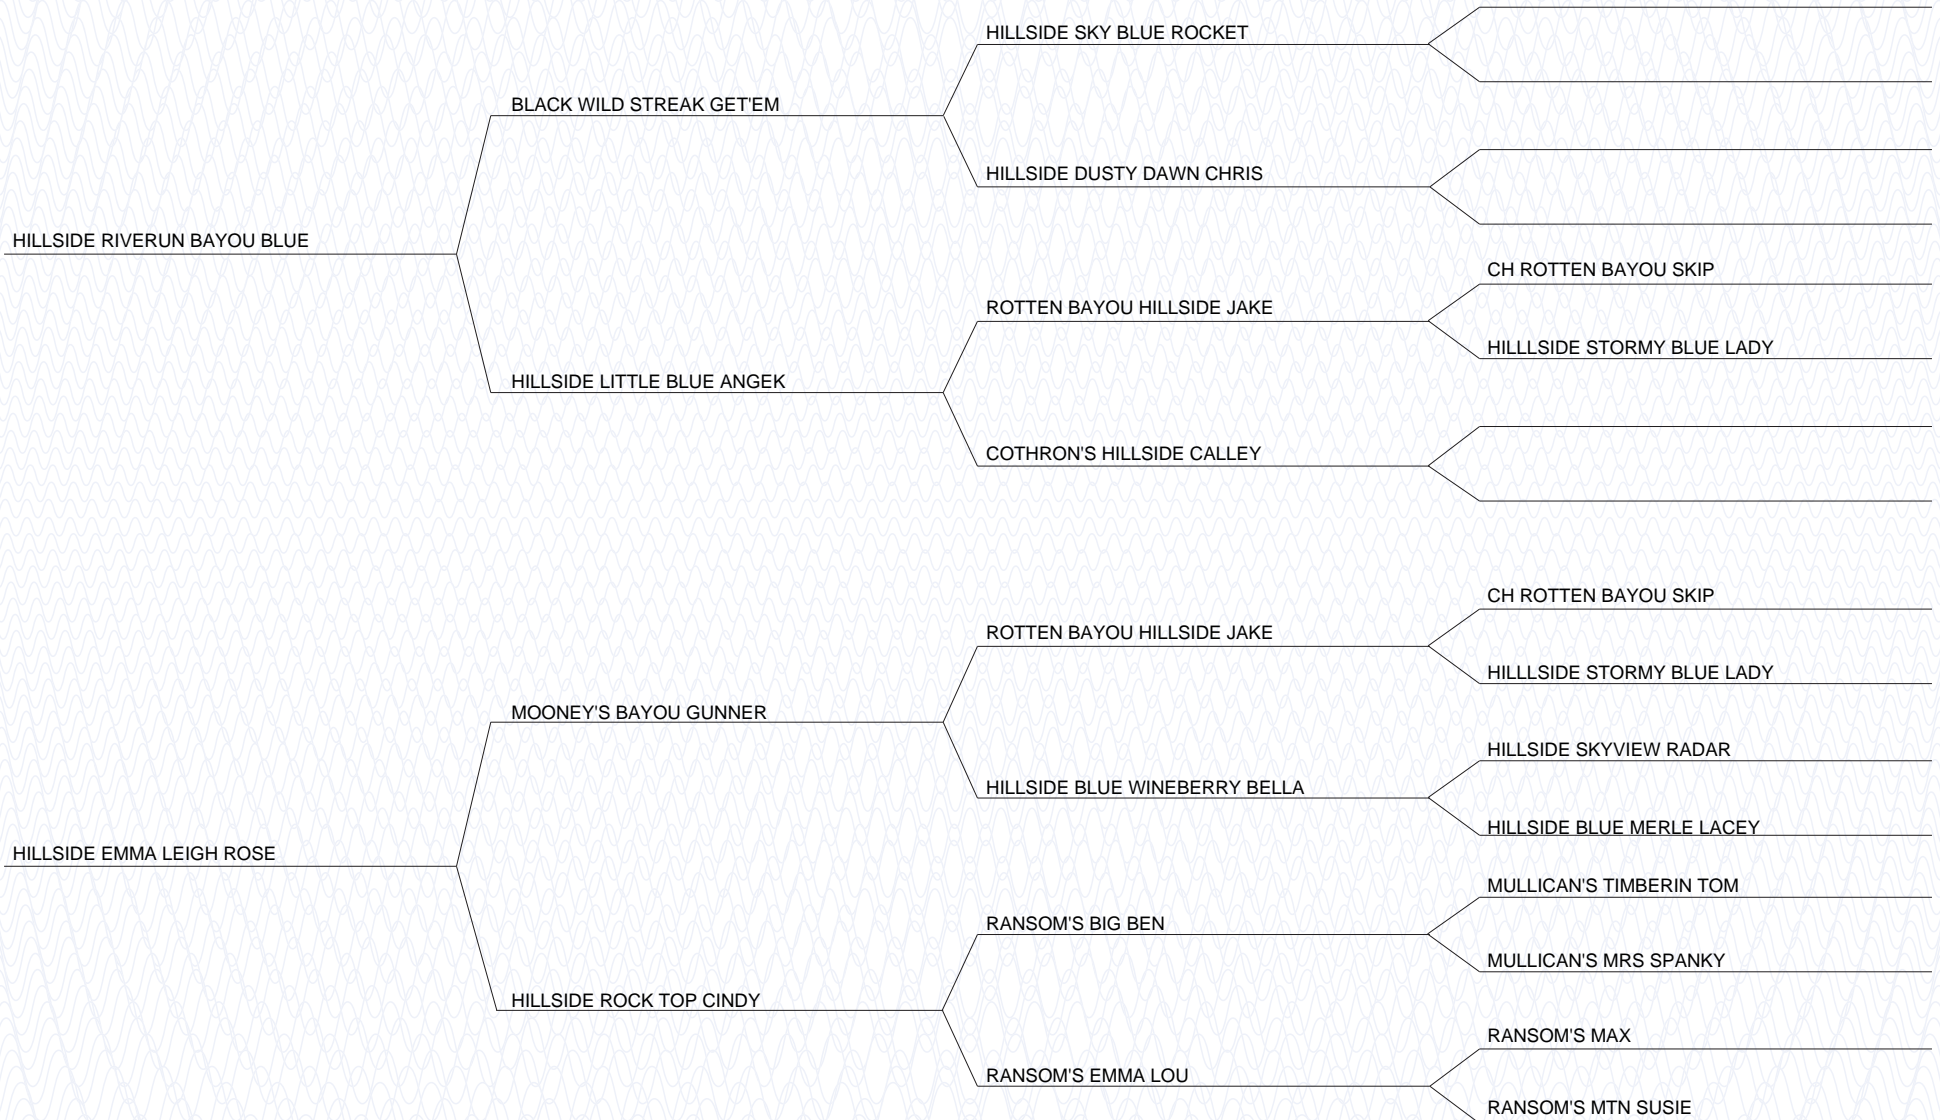 HILLSIDE SKY BLUE ROCKET
BLACK WILD STREAK GET'EM
HILLSIDE DUSTY DAWN CHRIS
HILLSIDE RIVERUN BAYOU BLUE
CH ROTTEN BAYOU SKIP
ROTTEN BAYOU HILLSIDE JAKE
HILLLSIDE STORMY BLUE LADY
HILLSIDE LITTLE BLUE ANGEK
COTHRON'S HILLSIDE CALLEY
CH ROTTEN BAYOU SKIP
ROTTEN BAYOU HILLSIDE JAKE
HILLLSIDE STORMY BLUE LADY
MOONEY'S BAYOU GUNNER
HILLSIDE SKYVIEW RADAR
HILLSIDE BLUE WINEBERRY BELLA
HILLSIDE BLUE MERLE LACEY
HILLSIDE EMMA LEIGH ROSE
MULLICAN'S TIMBERIN TOM
RANSOM'S BIG BEN
MULLICAN'S MRS SPANKY
HILLSIDE ROCK TOP CINDY
RANSOM'S MAX
RANSOM'S EMMA LOU
RANSOM'S MTN SUSIE